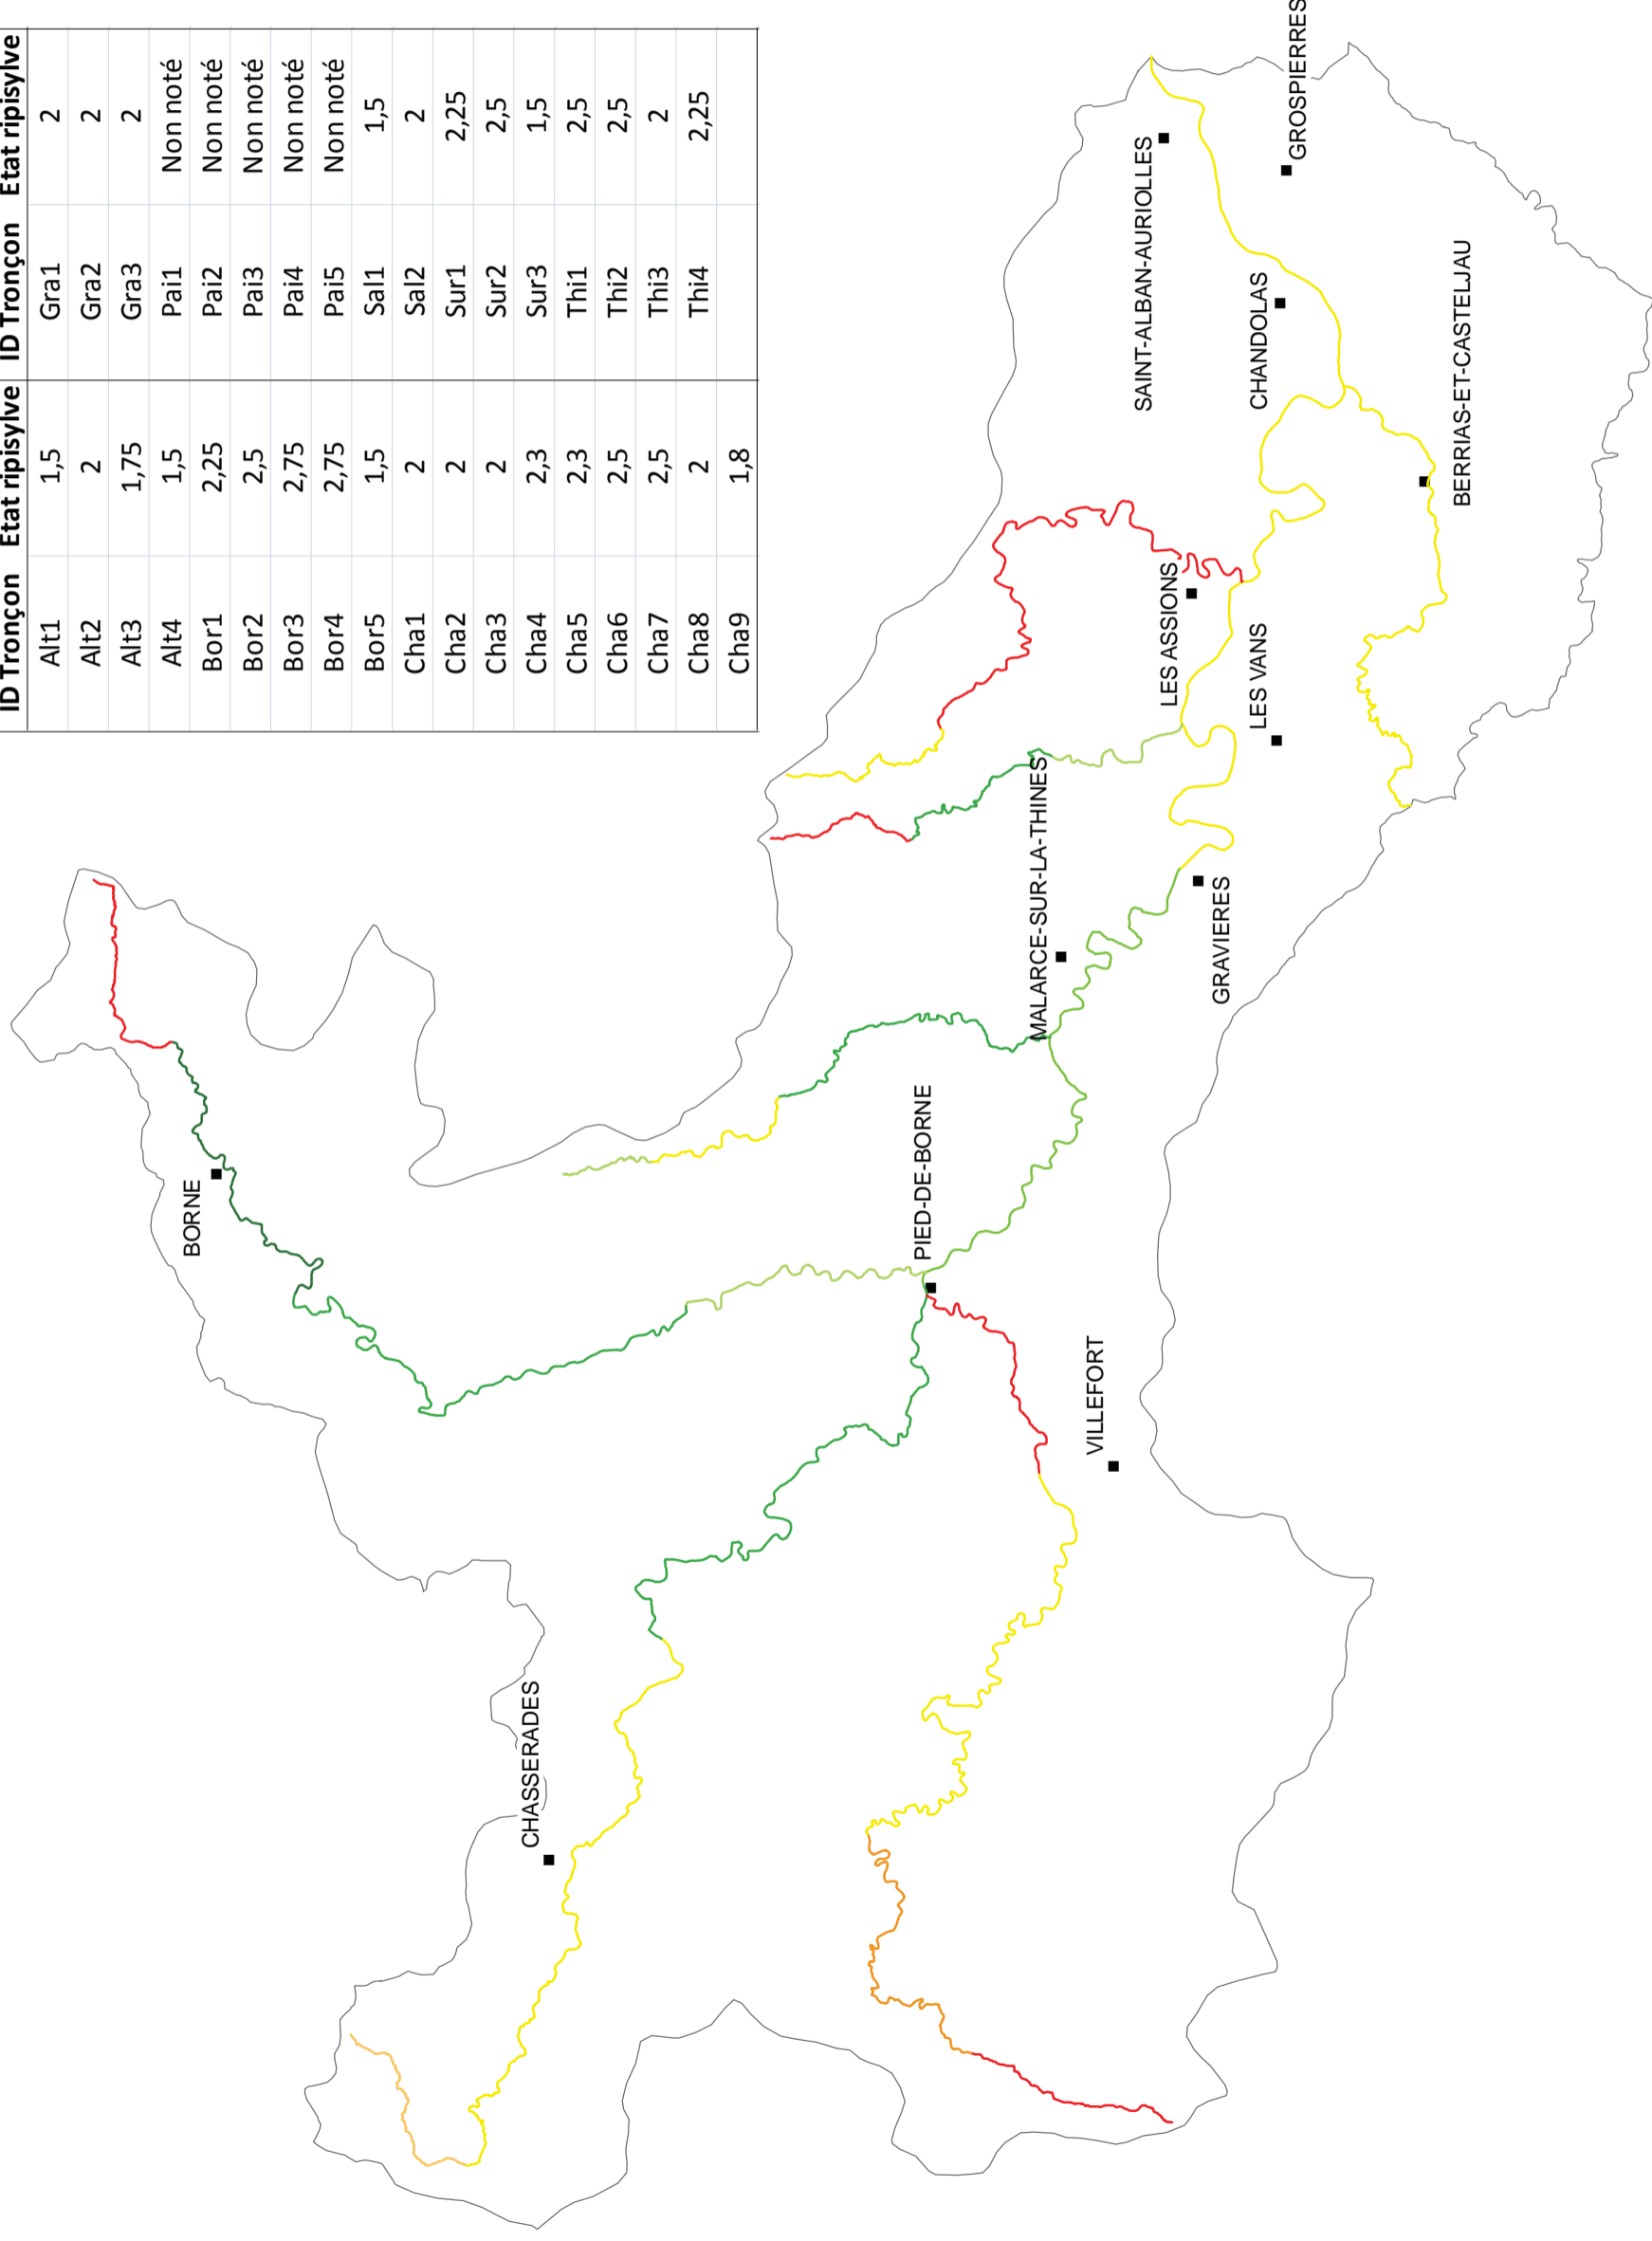 ID Tronçon Etat ripisylve ID Tronçon Etat ripisylve
Alt1 1,5 Gra1 2
Alt2 2 Gra2 2
Alt3 1,75 Gra3 2
Alt4 1,5 Pai1 Non noté
Bor1 2,25 Pai2 Non noté
Bor2 2,5 Pai3 Non noté
Bor3 2,75 Pai4 Non noté
Bor4 2,75 Pai5 Non noté
Bor5 1,5 Sal1 1,5
Cha1 2 Sal2 2
Cha2 2 Sur1 2,25
Cha3 2 Sur2 2,5
Cha4 2,3 Sur3 1,5
Cha5 2,3 Thi1 2,5
Cha6 2,5 Thi2 2,5
Cha7 2,5 Thi3 2
Cha8 2 Thi4 2,25
Cha9 1,8
BORNE
CHASSERADES
PIED-DE-BORNE
MALARCE-SUR-LA-THINES
VILLEFORT
SAINT-ALBAN-AURIOLLES
LES ASSIONS
GRAVIERES
LES VANS
CHANDOLAS
GROSPIERRES
BERRIAS-ET-CASTELJAU